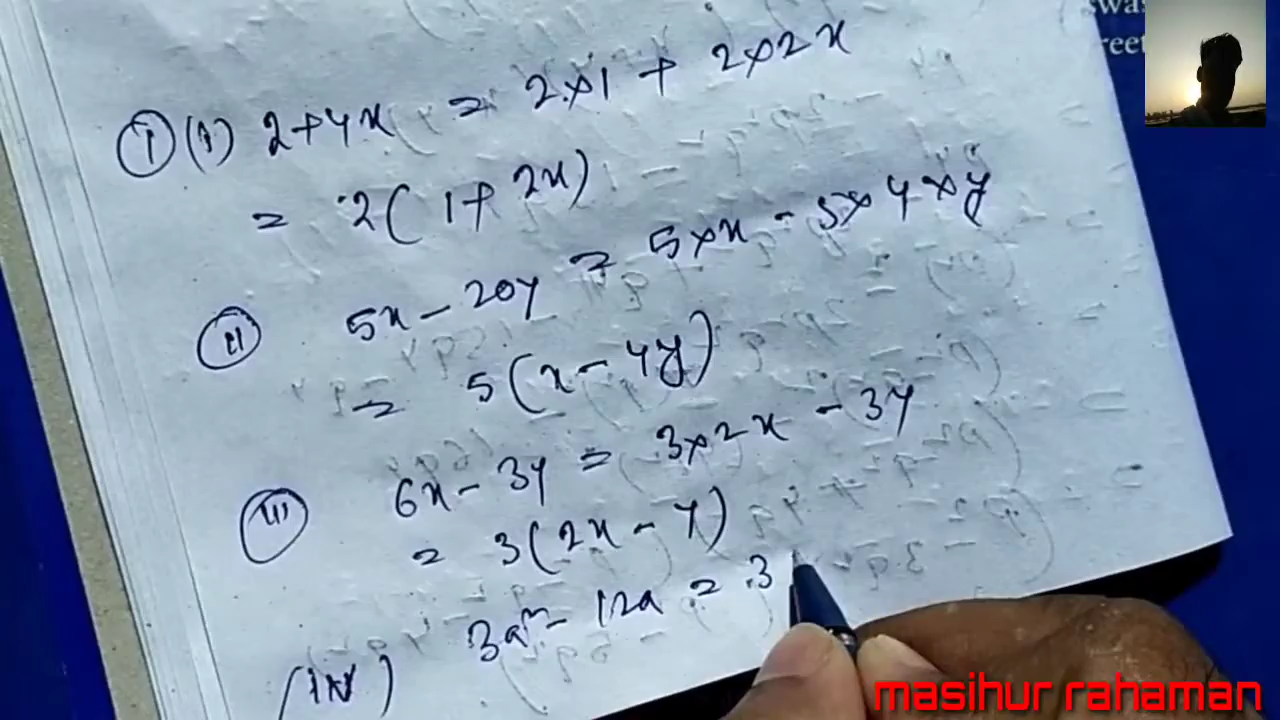 ① (i) 2+4x = 2×1 + 2×2x
= 2(1+2x)
ii 5x - 20y = 5×x - 5×4×y
= 5(x - 4y)
iii 6x - 3y = 3×2x - 3y
= 3(2x - y)
(iv) 3a² - 12a = 3
masihur rahaman